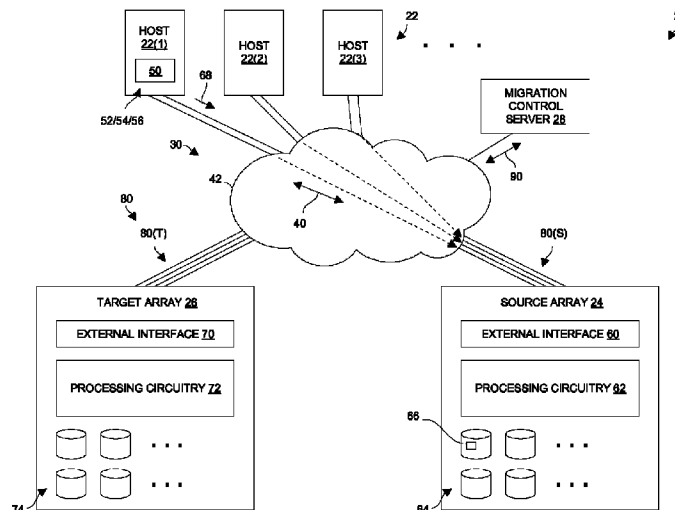 HOST
22(1)
50
52/54/56
HOST
22(2)
HOST
22(3)
22
. . .
2
68
MIGRATION
CONTROL
SERVER 28
30
42
40
90
80
80(T)
80(S)
TARGET ARRAY 26
EXTERNAL INTERFACE 70
PROCESSING CIRCUITRY 72
. . .
. . .
74
SOURCE ARRAY 24
EXTERNAL INTERFACE 60
PROCESSING CIRCUITRY 62
66
. . .
. . .
64